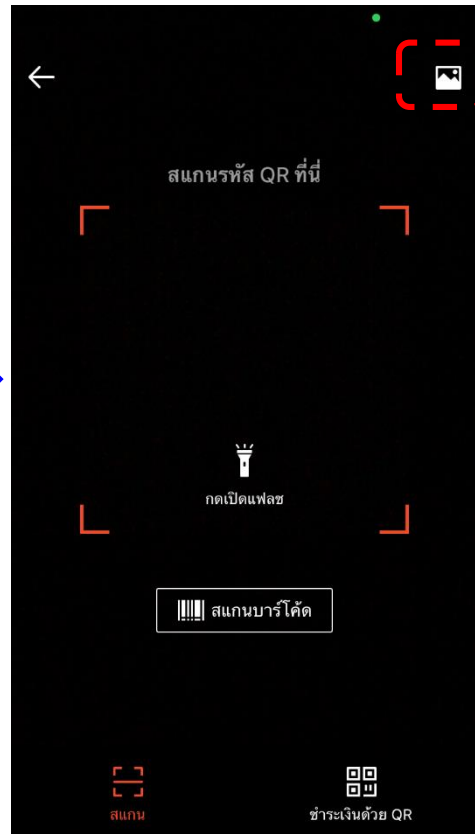 สแกนรหัส QR ที่นี่
กดเปิดแฟลช
สแกนบาร์โค้ด
สแกน
ชำระเงินด้วย QR